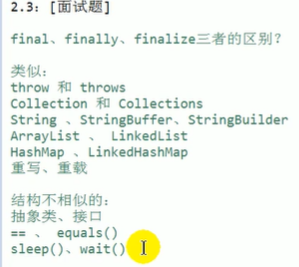 2.3：[面试题]
final、finally、finalize三者的区别？
类似：
throw 和 throws
Collection 和 Collections
String 、StringBuffer、StringBuilder
ArrayList 、 LinkedList
HashMap 、LinkedHashMap
重写、重载
结构不相似的：
抽象类、接口
== 、 equals()
sleep()、wait()